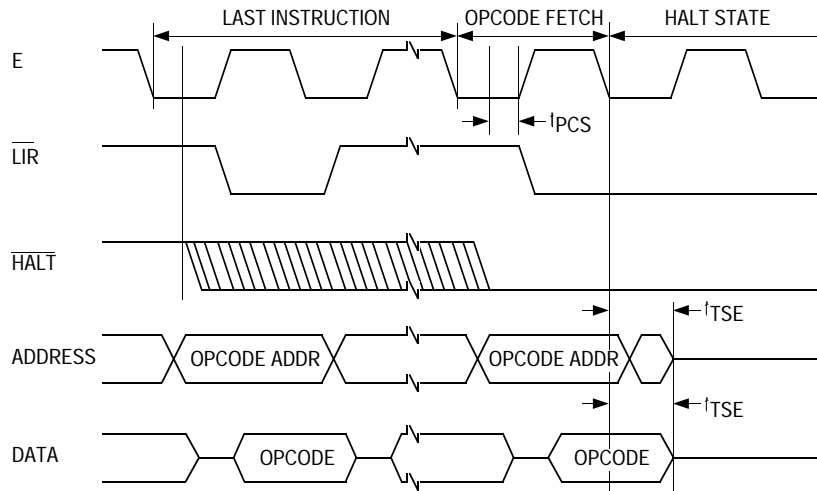 LAST INSTRUCTION OPCODE FETCH HALT STATE
E
tPCS
LIR
HALT
tTSE
ADDRESS OPCODE ADDR OPCODE ADDR
tTSE
DATA OPCODE OPCODE